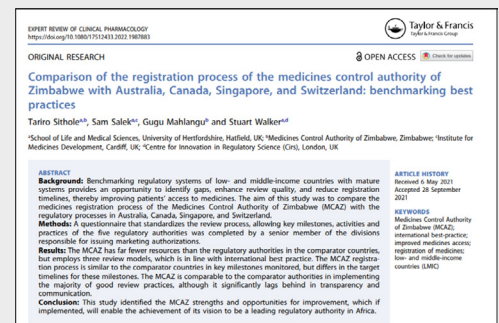 EXPERT REVIEW OF CLINICAL PHARMACOLOGY
https://doi.org/10.1080/17512433.2022.1987883
Taylor & Francis
Taylor & Francis Group
ORIGINAL RESEARCH
OPEN ACCESS
Check for updates
Comparison of the registration process of the medicines control authority of
Zimbabwe with Australia, Canada, Singapore, and Switzerland: benchmarking best
practices
Tariro Sitholeᵃ,ᵇ, Sam Salekᵃ,ᶜ, Gugu Mahlanguᵇ and Stuart Walkerᵃ,ᵈ
ᵃSchool of Life and Medical Sciences, University of Hertfordshire, Hatfield, UK; ᵇMedicines Control Authority of Zimbabwe, Zimbabwe; ᶜInstitute for
Medicines Development, Cardiff, UK; ᵈCentre for Innovation in Regulatory Science (Cirs), London, UK
ABSTRACT
Background: Benchmarking regulatory systems of low- and middle-income countries with mature
systems provides an opportunity to identify gaps, enhance review quality, and reduce registration
timelines, thereby improving patients' access to medicines. The aim of this study was to compare the
medicines registration process of the Medicines Control Authority of Zimbabwe (MCAZ) with the
regulatory processes in Australia, Canada, Singapore, and Switzerland.
Methods: A questionnaire that standardizes the review process, allowing key milestones, activities and
practices of the five regulatory authorities was completed by a senior member of the divisions
responsible for issuing marketing authorizations.
Results: The MCAZ has far fewer resources than the regulatory authorities in the comparator countries,
but employs three review models, which is in line with international best practice. The MCAZ registra-
tion process is similar to the comparator countries in key milestones monitored, but differs in the target
timelines for these milestones. The MCAZ is comparable to the comparator authorities in implementing
the majority of good review practices, although it significantly lags behind in transparency and
communication.
Conclusion: This study identified the MCAZ strengths and opportunities for improvement, which if
implemented, will enable the achievement of its vision to be a leading regulatory authority in Africa.
ARTICLE HISTORY
Received 6 May 2021
Accepted 28 September
2021
KEYWORDS
Medicines Control Authority
of Zimbabwe (MCAZ);
international best-practice;
improved medicines access;
registration of medicines;
low- and middle-income
countries (LMIC)